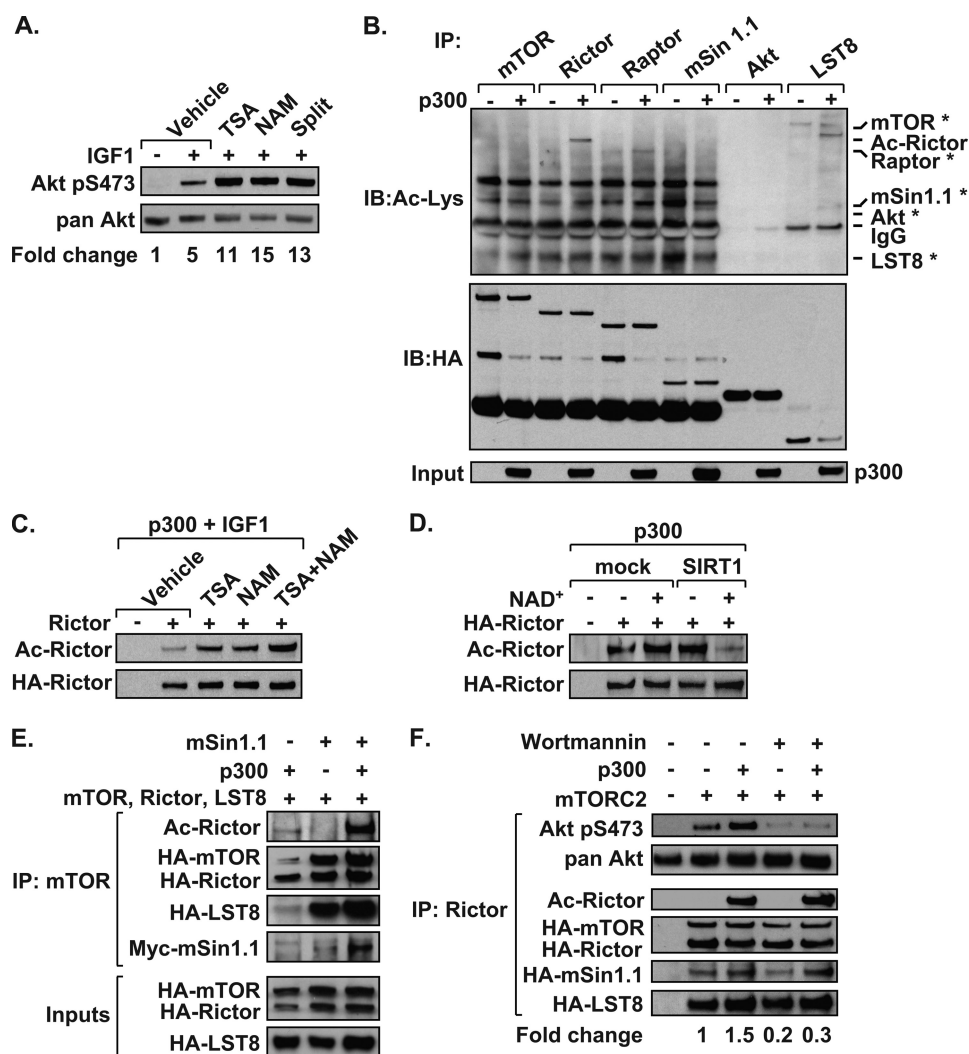 A.
Vehicle TSA NAM Split
IGF1 - + + + +
Akt pS473
pan Akt
Fold change 1 5 11 15 13
B.
IP: mTOR Rictor Raptor mSin 1.1 Akt LST8
p300 - + - + - + - + - + - +
IB:Ac-Lys
mTOR *
Ac-Rictor
Raptor *
mSin1.1 *
Akt *
IgG
LST8 *
IB:HA
Input p300
C.
p300 + IGF1
Vehicle TSA NAM TSA+NAM
Rictor - + + + +
Ac-Rictor
HA-Rictor
D.
p300
mock SIRT1
NAD+ - - + - +
HA-Rictor - + + + +
Ac-Rictor
HA-Rictor
E.
mSin1.1 - + +
p300 + - +
mTOR, Rictor, LST8 + + +
IP: mTOR
Ac-Rictor
HA-mTOR
HA-Rictor
HA-LST8
Myc-mSin1.1
Inputs
HA-mTOR
HA-Rictor
HA-LST8
F.
Wortmannin - - - + +
p300 - - + - +
mTORC2 - + + + +
IP: Rictor
Akt pS473
pan Akt
Ac-Rictor
HA-mTOR
HA-Rictor
HA-mSin1.1
HA-LST8
Fold change 1 1.5 0.2 0.3